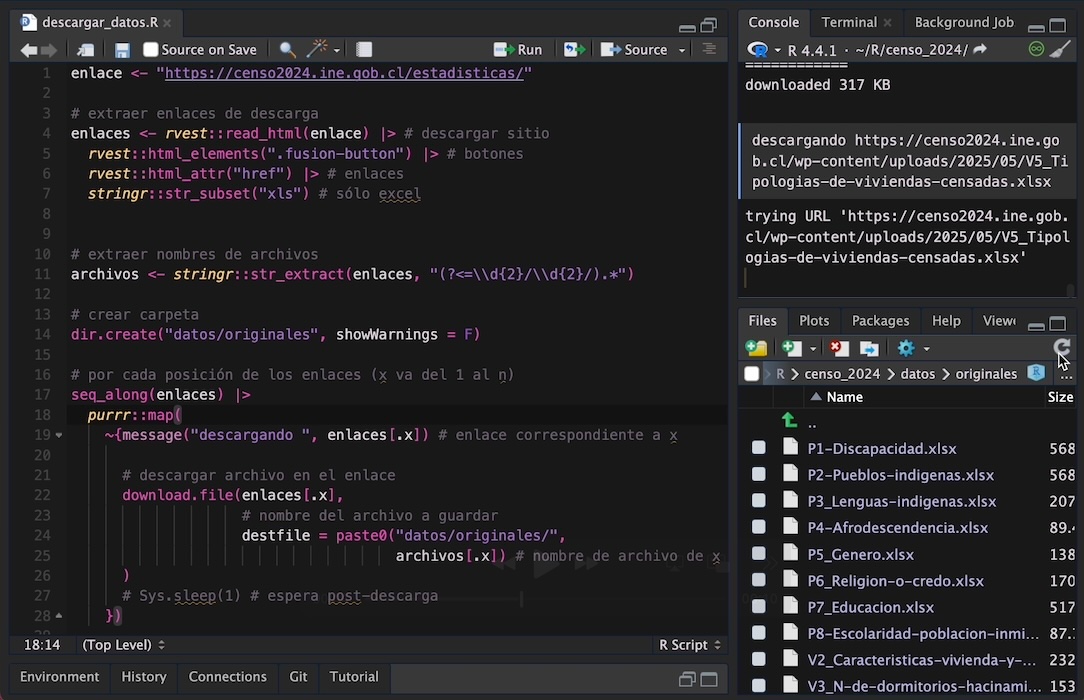 descargar_datos.R
Source on Save
Run
Source
1 enlace <- "https://censo2024.ine.gob.cl/estadisticas/"
2
3 # extraer enlaces de descarga
4 enlaces <- rvest::read_html(enlace) |> # descargar sitio
5 rvest::html_elements(".fusion-button") |> # botones
6 rvest::html_attr("href") |> # enlaces
7 stringr::str_subset("xls") # sólo excel
8
9
10 # extraer nombres de archivos
11 archivos <- stringr::str_extract(enlaces, "(?<=\\d{2}/\\d{2}/).*")
12
13 # crear carpeta
14 dir.create("datos/originales", showWarnings = F)
15
16 # por cada posición de los enlaces (x va del 1 al n)
17 seq_along(enlaces) |>
18 purrr::map(
19 ~{message("descargando ", enlaces[.x]) # enlace correspondiente a x
20
21 # descargar archivo en el enlace
22 download.file(enlaces[.x],
23 # nombre del archivo a guardar
24 destfile = paste0("datos/originales/",
25 archivos[.x]) # nombre de archivo de x
26 )
27 # Sys.sleep(1) # espera post-descarga
28 })
18:14 (Top Level) R Script
Environment History Connections Git Tutorial
Console Terminal Background Job
R 4.4.1 · ~/R/censo_2024/
============
downloaded 317 KB
descargando https://censo2024.ine.go
b.cl/wp-content/uploads/2025/05/V5_Ti
pologias-de-viviendas-censadas.xlsx
trying URL 'https://censo2024.ine.gob.
cl/wp-content/uploads/2025/05/V5_Tipol
ogias-de-viviendas-censadas.xlsx'
Files Plots Packages Help View
R censo_2024 datos originales R ...
Name Size
..
P1-Discapacidad.xlsx 568
P2-Pueblos-indigenas.xlsx 568
P3_Lenguas-indigenas.xlsx 207
P4-Afrodescendencia.xlsx 89.
P5_Genero.xlsx 138
P6_Religion-o-credo.xlsx 170
P7_Educacion.xlsx 517
P8-Escolaridad-poblacion-inmi... 87.
V2_Caracteristicas-vivienda-y-... 232
V3_N-de-dormitorios-hacinami... 153